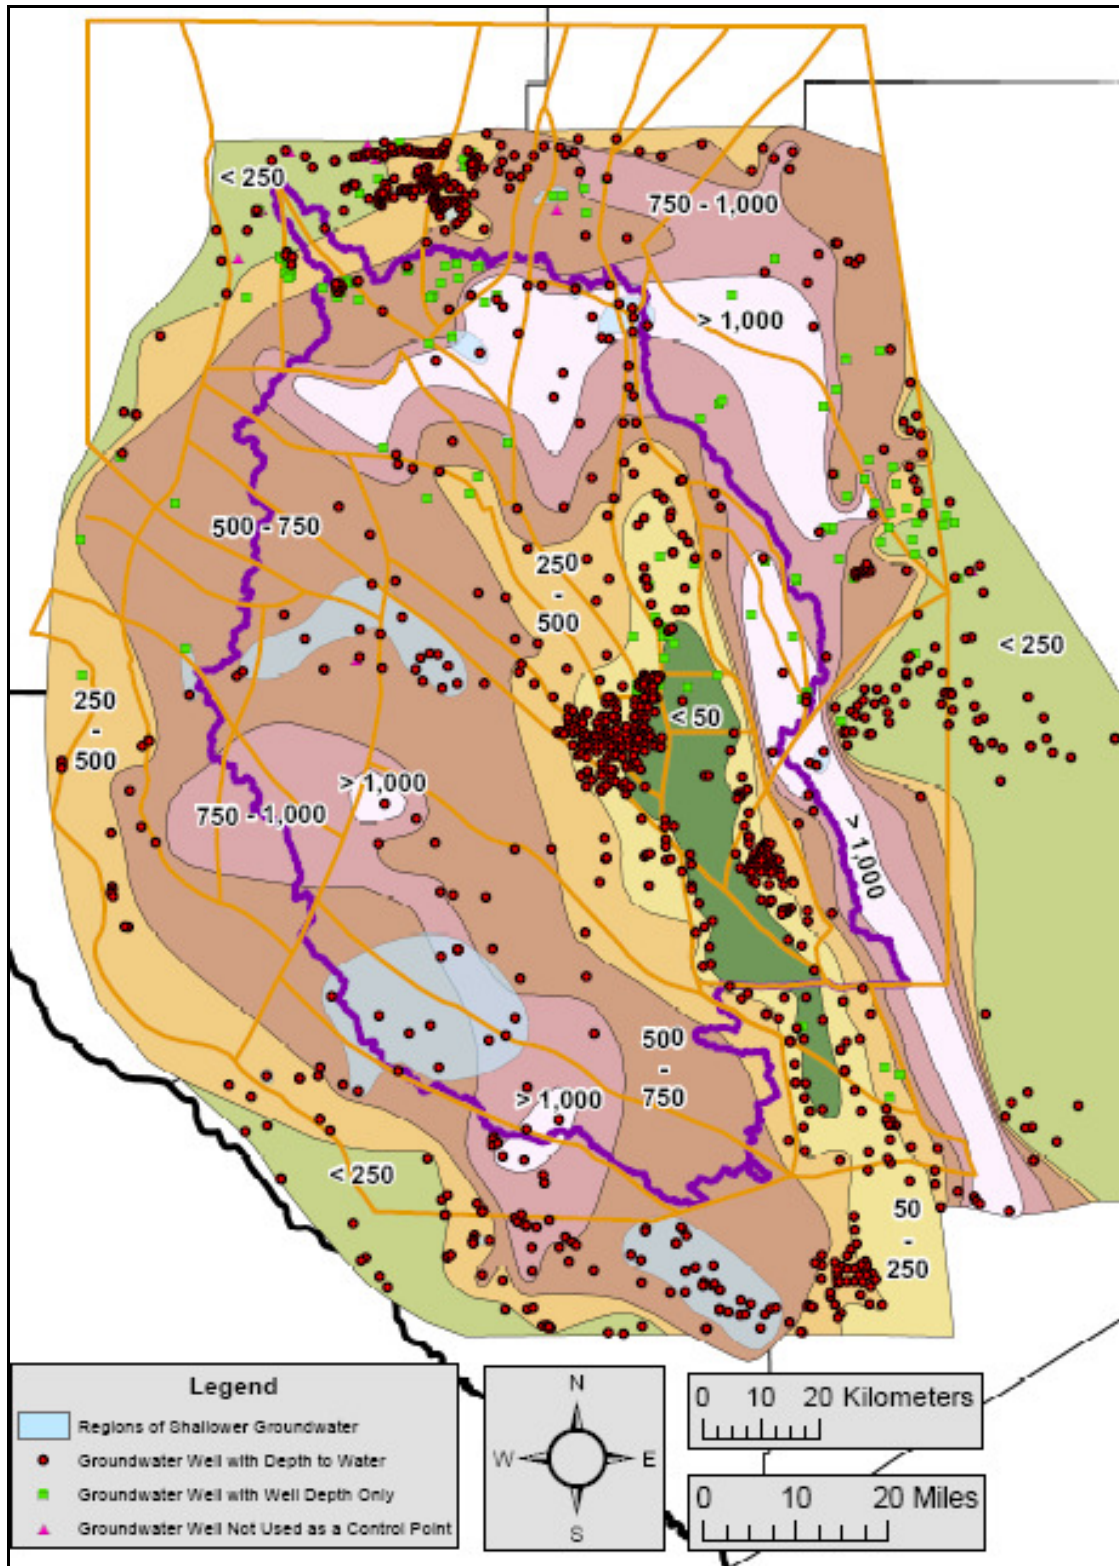 < 250
750 - 1,000
> 1,000
500 - 750
250
-
500
< 250
< 50
250
-
500
> 1,000
750 - 1,000
> 1,000
500
-
750
> 1,000
< 250
50
-
250
Legend
Regions of Shallower Groundwater
Groundwater Well with Depth to Water
Groundwater Well with Well Depth Only
Groundwater Well Not Used as a Control Point
N
W E
S
0 10 20 Kilometers
0 10 20 Miles